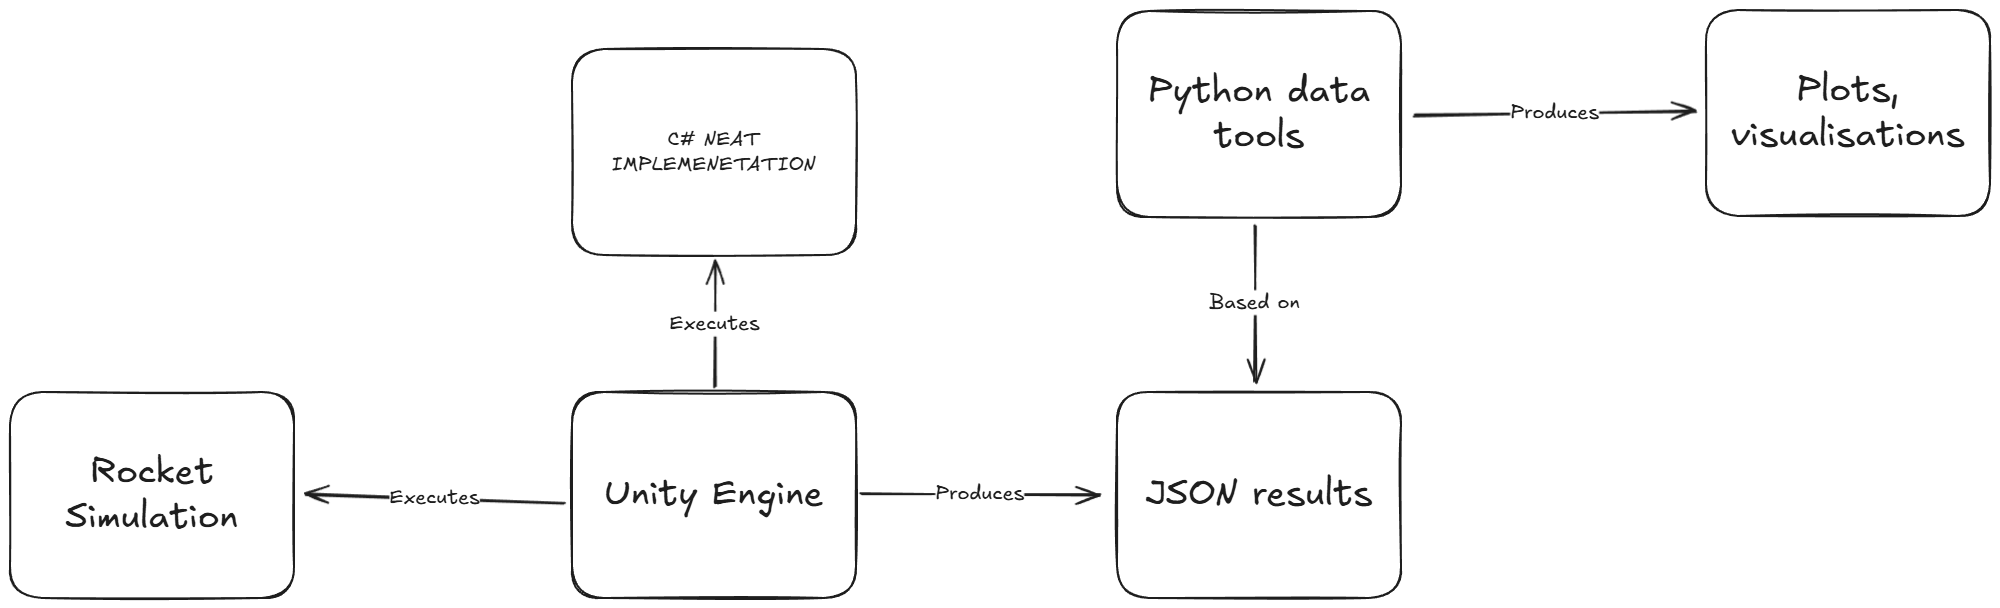 Python data
tools
Produces
Plots,
visualisations
C# NEAT
IMPLEMENETATION
Based on
Executes
Rocket
Simulation
Executes
Unity Engine
Produces
JSON results